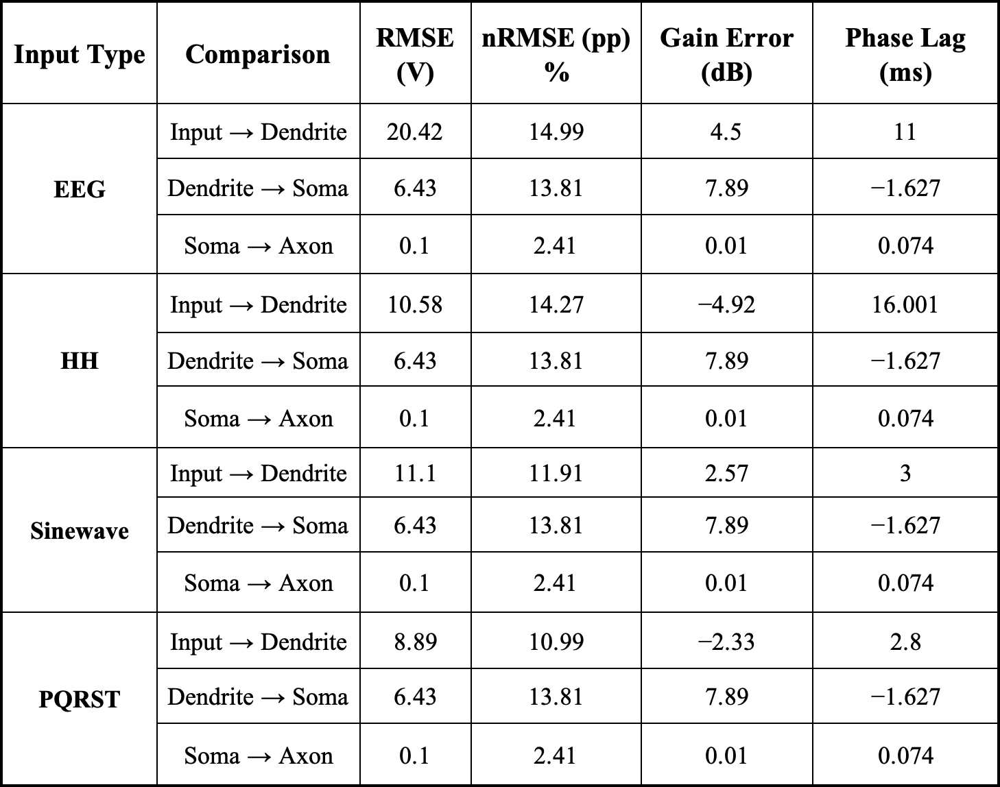 Input Type Comparison RMSE (V) nRMSE (pp) % Gain Error (dB) Phase Lag (ms)
EEG
Input → Dendrite 20.42 14.99 4.5 11
Dendrite → Soma 6.43 13.81 7.89 −1.627
Soma → Axon 0.1 2.41 0.01 0.074
HH
Input → Dendrite 10.58 14.27 −4.92 16.001
Dendrite → Soma 6.43 13.81 7.89 −1.627
Soma → Axon 0.1 2.41 0.01 0.074
Sinewave
Input → Dendrite 11.1 11.91 2.57 3
Dendrite → Soma 6.43 13.81 7.89 −1.627
Soma → Axon 0.1 2.41 0.01 0.074
PQRST
Input → Dendrite 8.89 10.99 −2.33 2.8
Dendrite → Soma 6.43 13.81 7.89 −1.627
Soma → Axon 0.1 2.41 0.01 0.074